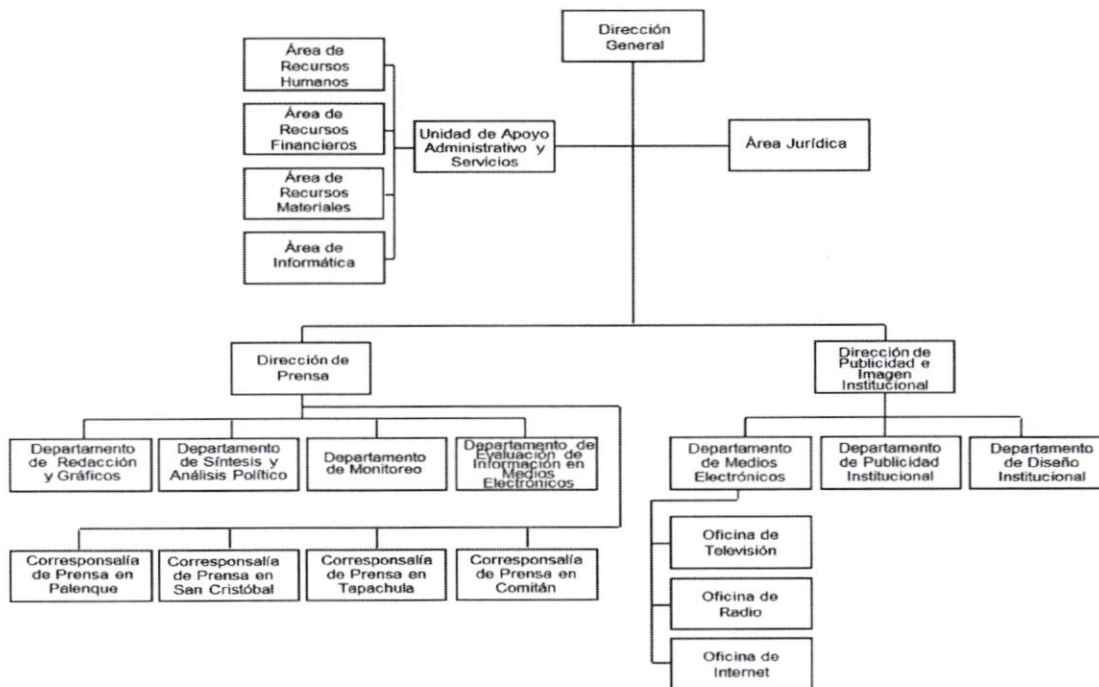 Dirección
General
Área de
Recursos
Humanos
Área de
Recursos
Financieros
Área de
Recursos
Materiales
Área de
Informática
Unidad de Apoyo
Administrativo y
Servicios
Área Jurídica
Dirección de
Prensa
Dirección de
Publicidad e
Imagen
Institucional
Departamento
de Redacción
y Gráficos
Departamento
de Síntesis y
Análisis Político
Departamento
de Monitoreo
Departamento de
Evaluación de
Información en
Medios
Electrónicos
Departamento
de Medios
Electrónicos
Departamento
de Publicidad
Institucional
Departamento
de Diseño
Institucional
Corresponsalía
de Prensa en
Palenque
Corresponsalía
de Prensa en
San Cristóbal
Corresponsalía
de Prensa en
Tapachula
Corresponsalía
de Prensa en
Comitán
Oficina de
Televisión
Oficina de
Radio
Oficina de
Internet